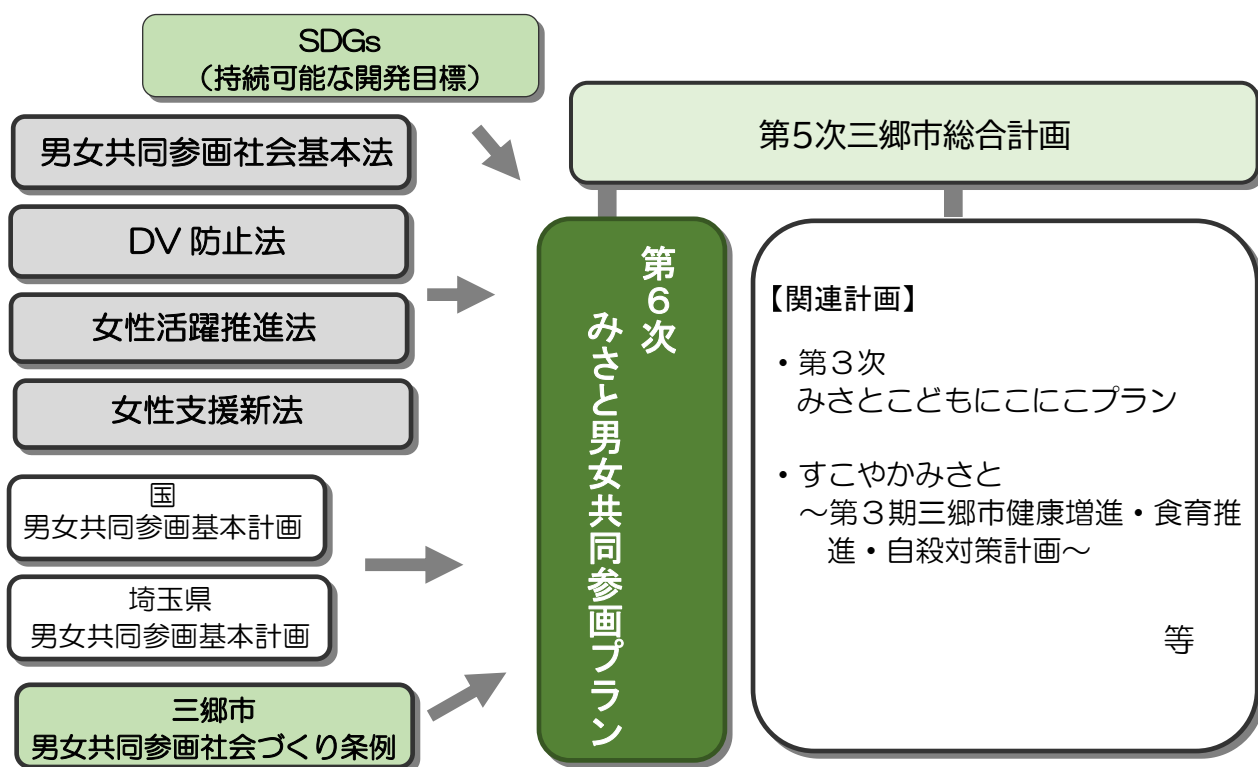 SDGs
（持続可能な開発目標）
男女共同参画社会基本法
DV 防止法
女性活躍推進法
女性支援新法
国
男女共同参画基本計画
埼玉県
男女共同参画基本計画
三郷市
男女共同参画社会づくり条例
第5次三郷市総合計画
第６次
みさと男女共同参画プラン
【関連計画】
・第３次
みさとこどもにこにこプラン
・すこやかみさと
～第３期三郷市健康増進・食育推
進・自殺対策計画～
等